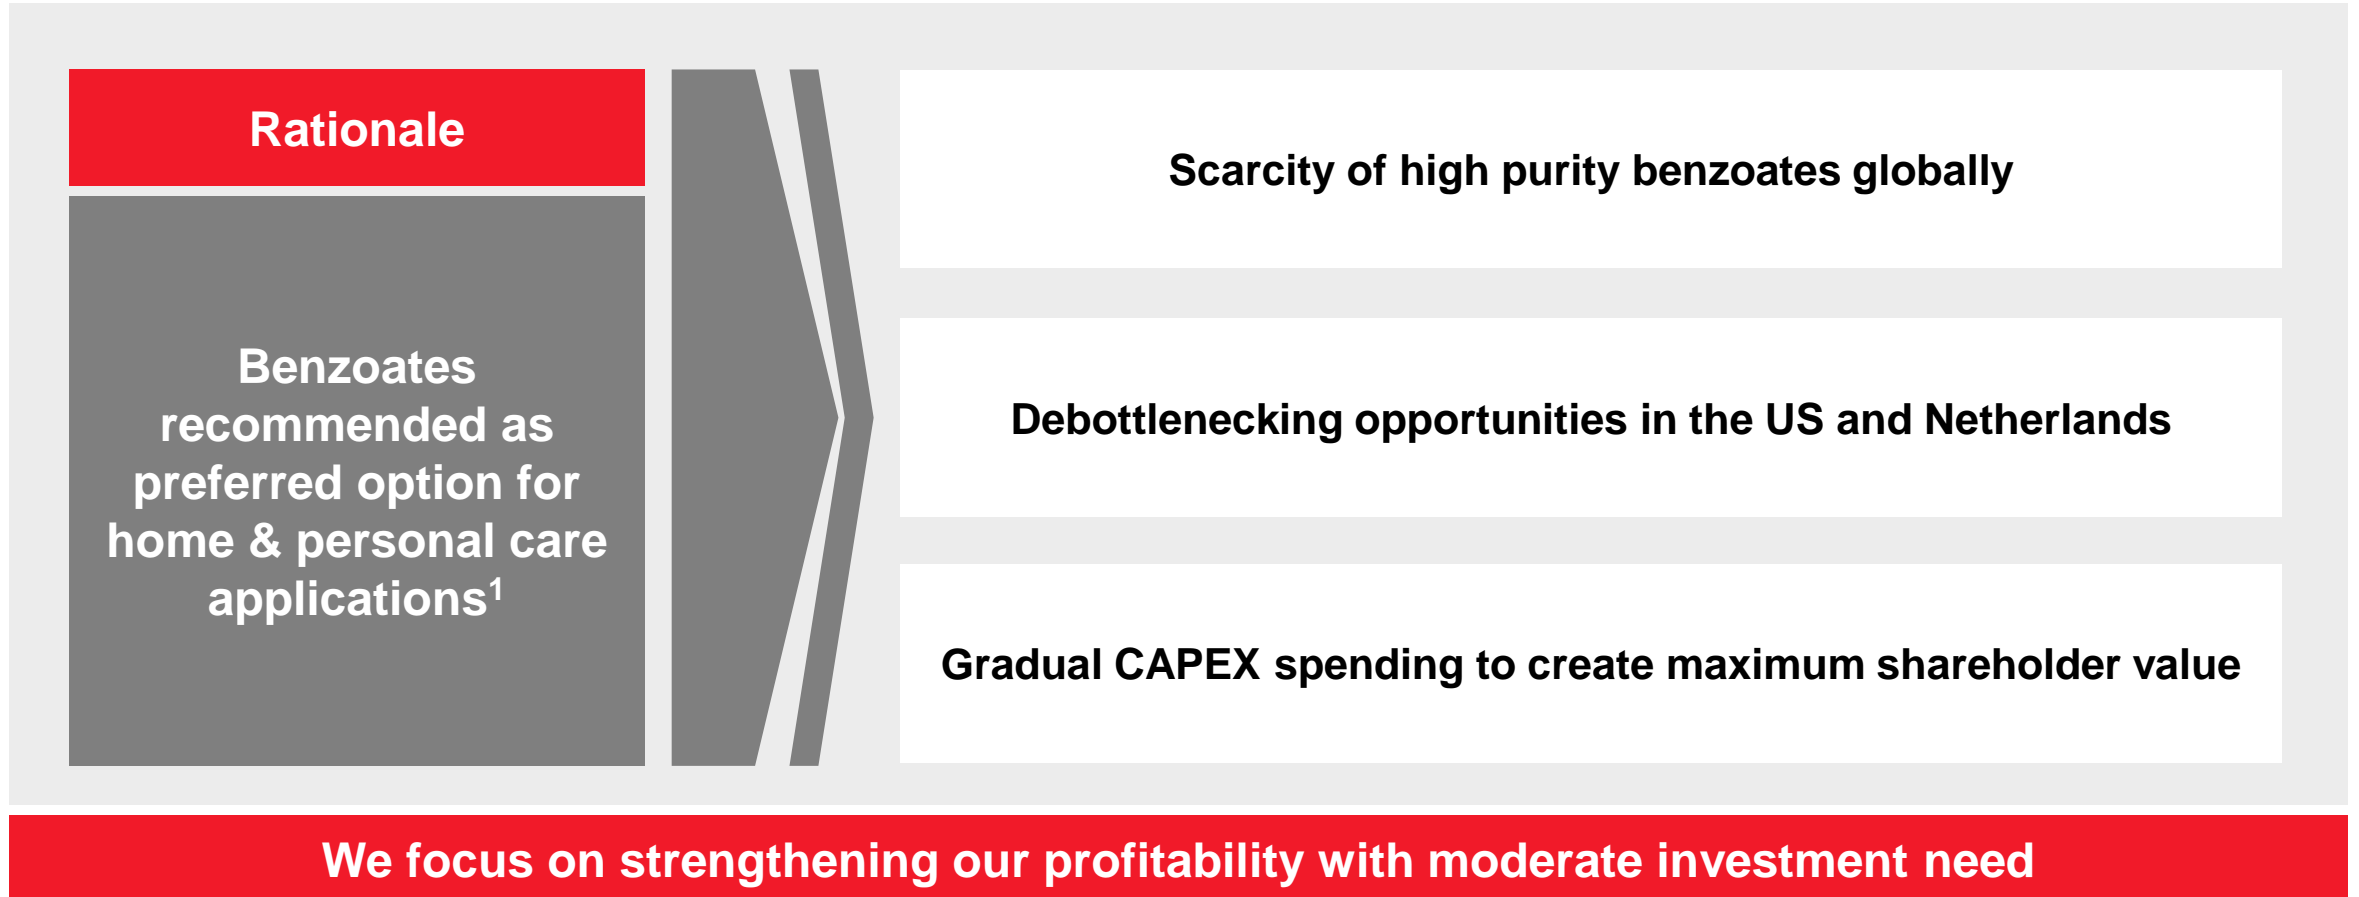 Rationale
Benzoates
recommended as
preferred option for
home & personal care
applications¹
Scarcity of high purity benzoates globally
Debottlenecking opportunities in the US and Netherlands
Gradual CAPEX spending to create maximum shareholder value
We focus on strengthening our profitability with moderate investment need